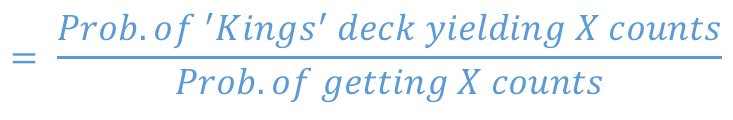 = Prob. of 'Kings' deck yielding X counts
Prob. of getting X counts